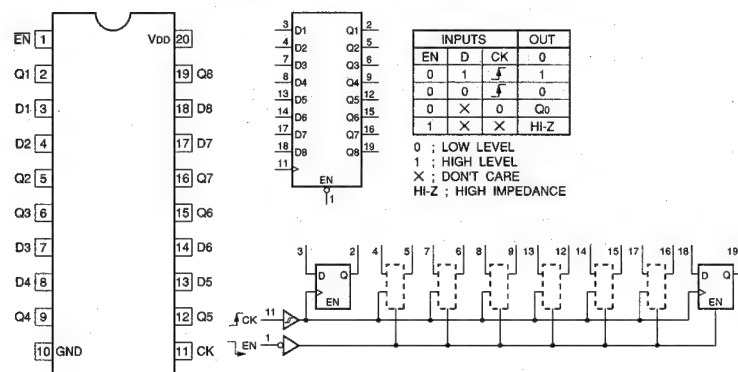 EN 1
VDD 20
Q1 2
19 Q8
D1 3
18 D8
D2 4
17 D7
Q2 5
16 Q7
Q3 6
15 Q6
D3 7
14 D6
D4 8
13 D5
Q4 9
12 Q5
10 GND
11 CK
3 D1 Q1 2
4 D2 Q2 5
7 D3 Q3 6
8 D4 Q4 9
13 D5 Q5 12
14 D6 Q6 15
17 D7 Q7 16
18 D8 Q8 19
11
EN
1
INPUTS OUT
EN D CK 0
0 1 1
0 0 0
0 X 0 Q0
1 X X HI-Z
0 ; LOW LEVEL
1 ; HIGH LEVEL
X ; DON'T CARE
HI-Z ; HIGH IMPEDANCE
3 2 4 5 7 6 8 9 13 12 14 15 17 16 18 19
D Q
EN
D Q
EN
CK 11
EN 1